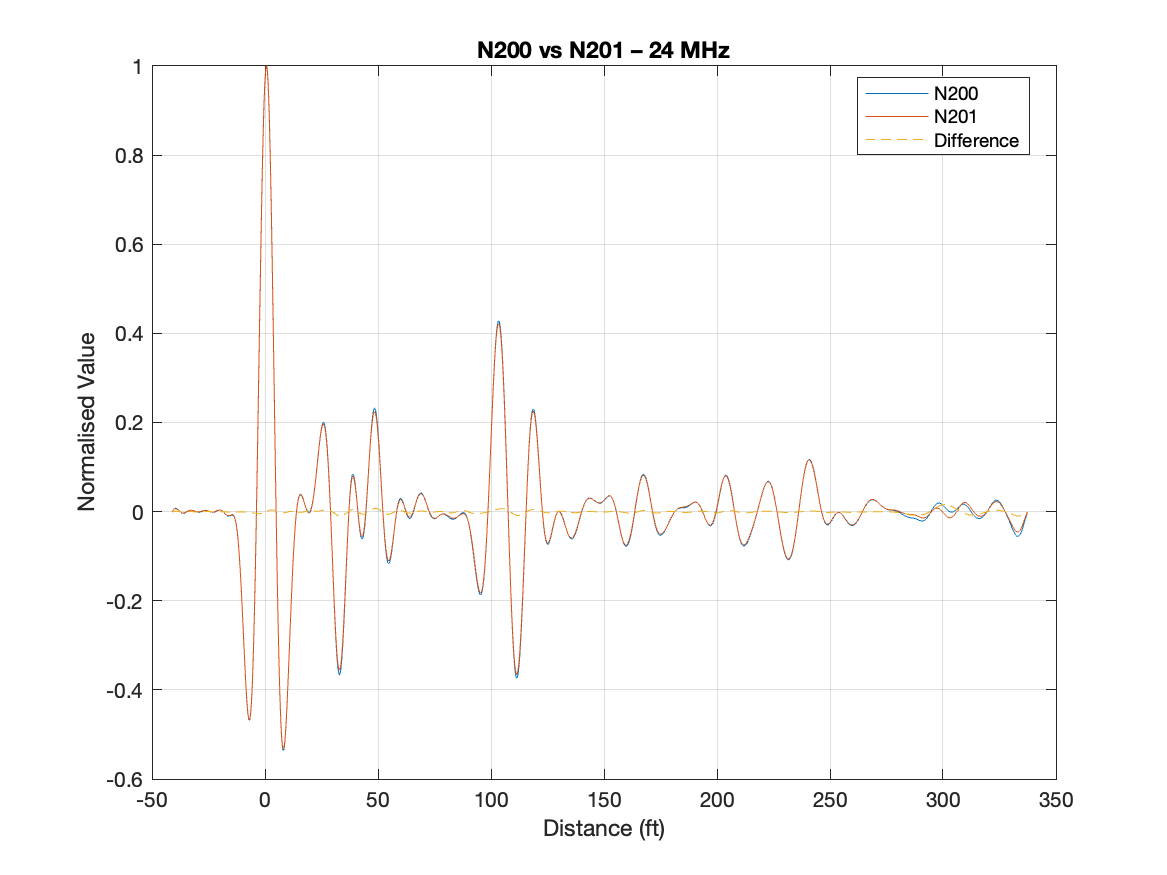 N200 vs N201 – 24 MHz
N200
N201
Difference
Normalised Value
1
0.8
0.6
0.4
0.2
0
-0.2
-0.4
-0.6
-50 0 50 100 150 200 250 300 350
Distance (ft)